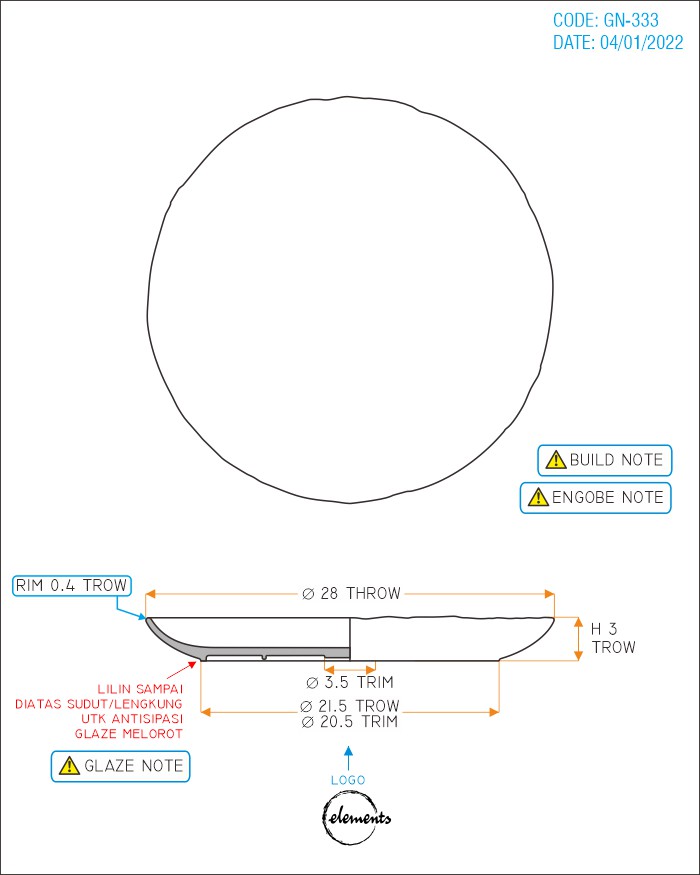 CODE: GN-333
DATE: 04/01/2022
BUILD NOTE
ENGOBE NOTE
RIM 0.4 TROW
Ø 28 THROW
H 3
TROW
Ø 3.5 TRIM
LILIN SAMPAI
DIATAS SUDUT/LENGKUNG
UTK ANTISIPASI
GLAZE MELOROT
Ø 21.5 TROW
Ø 20.5 TRIM
GLAZE NOTE
LOGO
elements